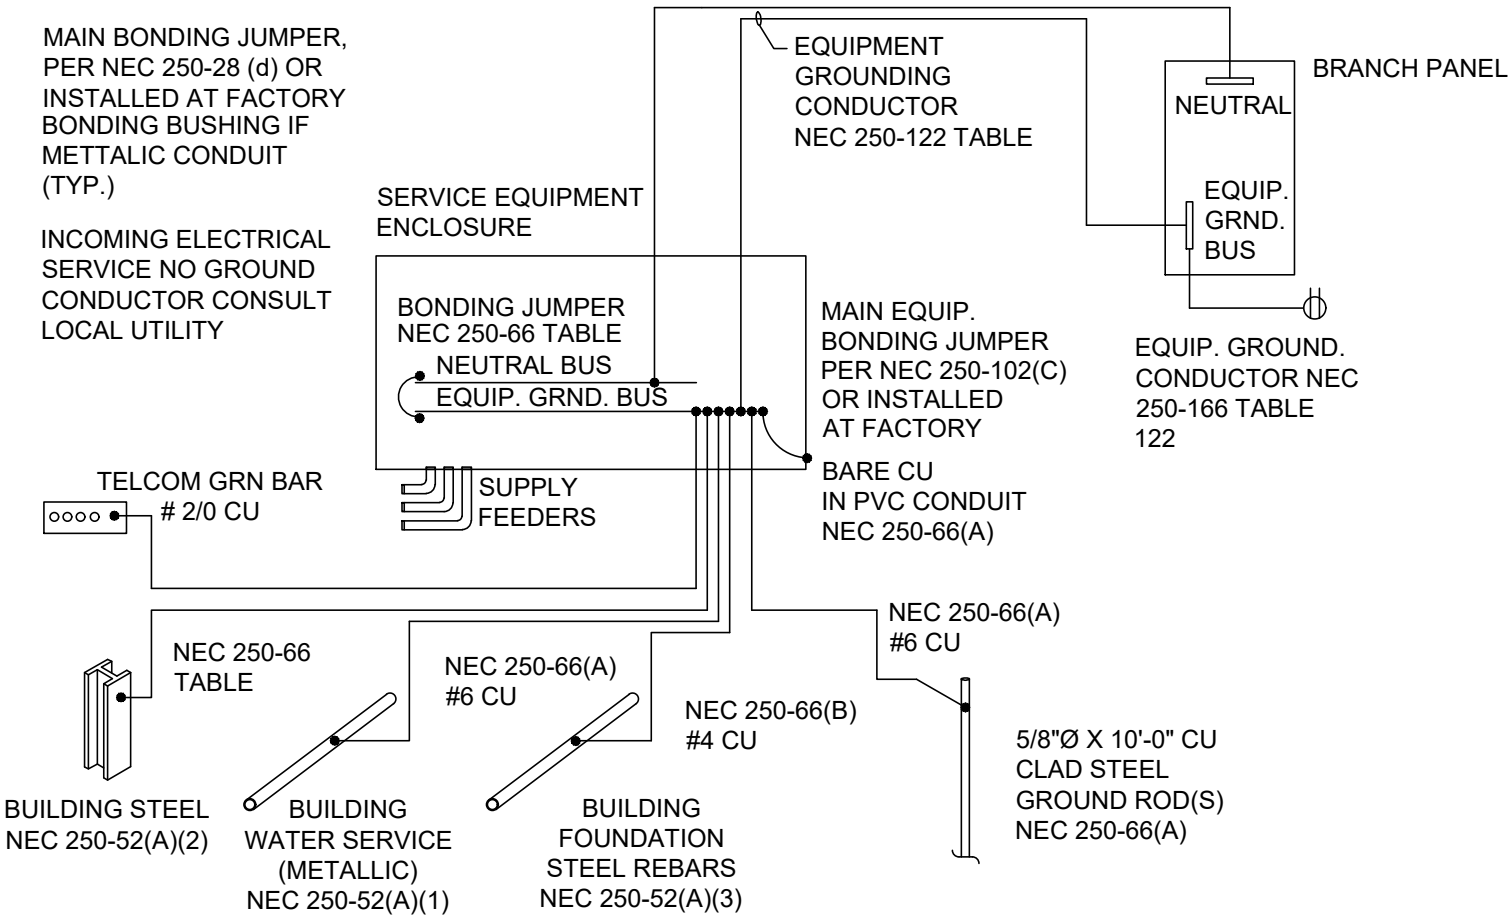 MAIN BONDING JUMPER,
PER NEC 250-28 (d) OR
INSTALLED AT FACTORY
BONDING BUSHING IF
METTALIC CONDUIT
(TYP.)
INCOMING ELECTRICAL
SERVICE NO GROUND
CONDUCTOR CONSULT
LOCAL UTILITY
EQUIPMENT
GROUNDING
CONDUCTOR
NEC 250-122 TABLE
BRANCH PANEL
NEUTRAL
EQUIP.
GRND.
BUS
EQUIP. GROUND.
CONDUCTOR NEC
250-166 TABLE
122
SERVICE EQUIPMENT
ENCLOSURE
BONDING JUMPER
NEC 250-66 TABLE
NEUTRAL BUS
EQUIP. GRND. BUS
MAIN EQUIP.
BONDING JUMPER
PER NEC 250-102(C)
OR INSTALLED
AT FACTORY
BARE CU
IN PVC CONDUIT
NEC 250-66(A)
SUPPLY
FEEDERS
TELCOM GRN BAR
# 2/0 CU
NEC 250-66
TABLE
BUILDING STEEL
NEC 250-52(A)(2)
NEC 250-66(A)
#6 CU
BUILDING
WATER SERVICE
(METALLIC)
NEC 250-52(A)(1)
NEC 250-66(B)
#4 CU
BUILDING
FOUNDATION
STEEL REBARS
NEC 250-52(A)(3)
NEC 250-66(A)
#6 CU
5/8"Ø X 10'-0" CU
CLAD STEEL
GROUND ROD(S)
NEC 250-66(A)